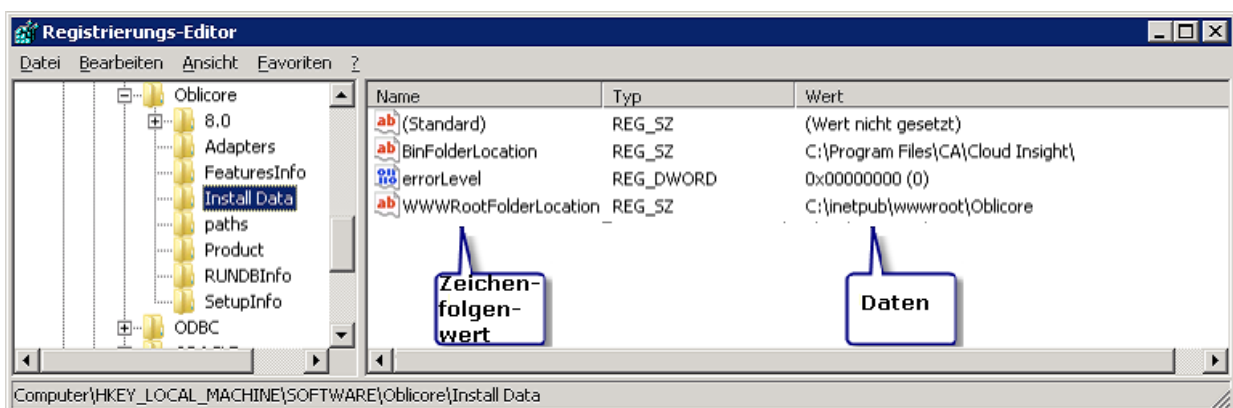 Registrierungs-Editor
Datei Bearbeiten Ansicht Favoriten ?
Oblicore
8.0
Adapters
FeaturesInfo
Install Data
paths
Product
RUNDBInfo
SetupInfo
ODBC
Name Typ Wert
(Standard) REG_SZ (Wert nicht gesetzt)
BinFolderLocation REG_SZ C:\Program Files\CA\Cloud Insight\
errorLevel REG_DWORD 0x00000000 (0)
WWWRootFolderLocation REG_SZ C:\inetpub\wwwroot\Oblicore
Zeichen-
folgen-
wert
Daten
Computer\HKEY_LOCAL_MACHINE\SOFTWARE\Oblicore\Install Data